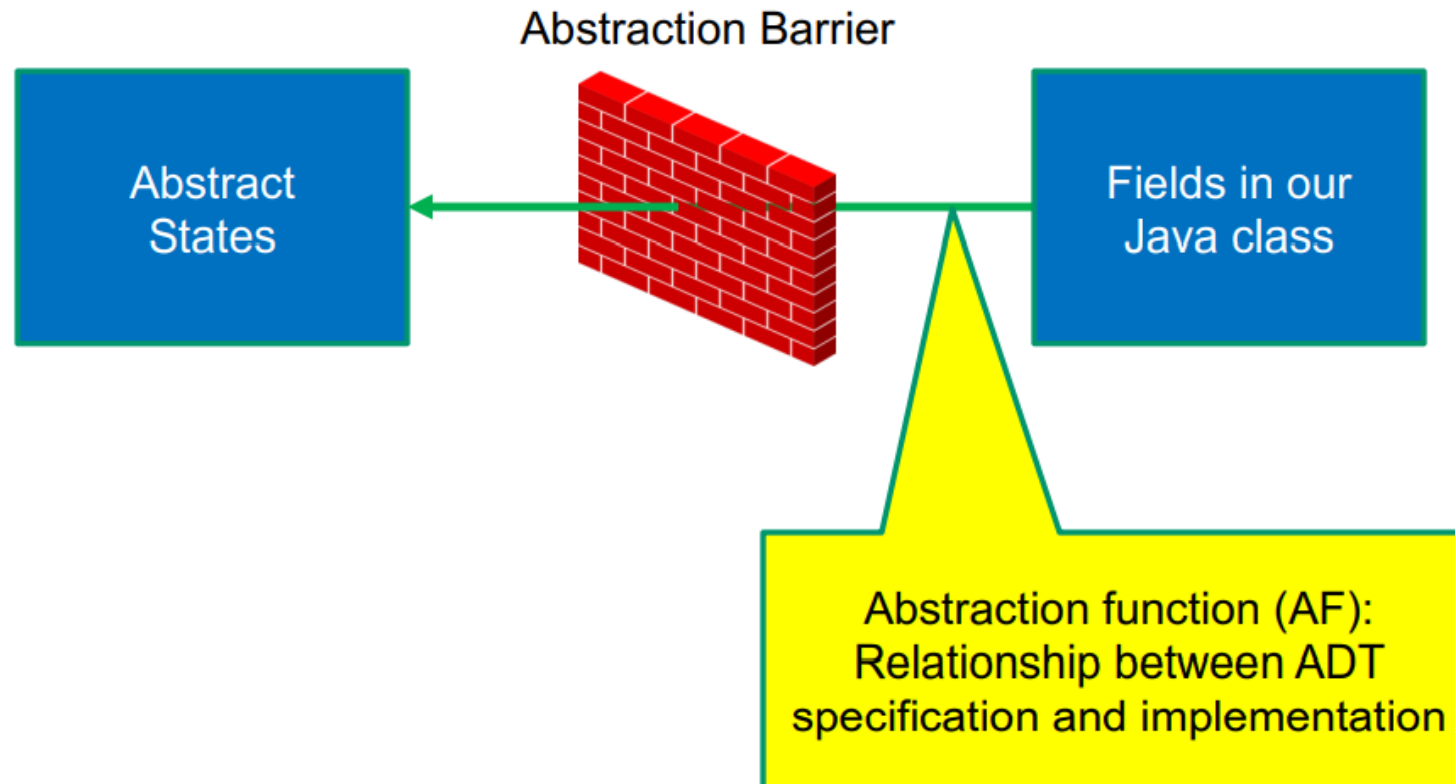 Abstraction Barrier
Abstract
States
Fields in our
Java class
Abstraction function (AF):
Relationship between ADT
specification and implementation